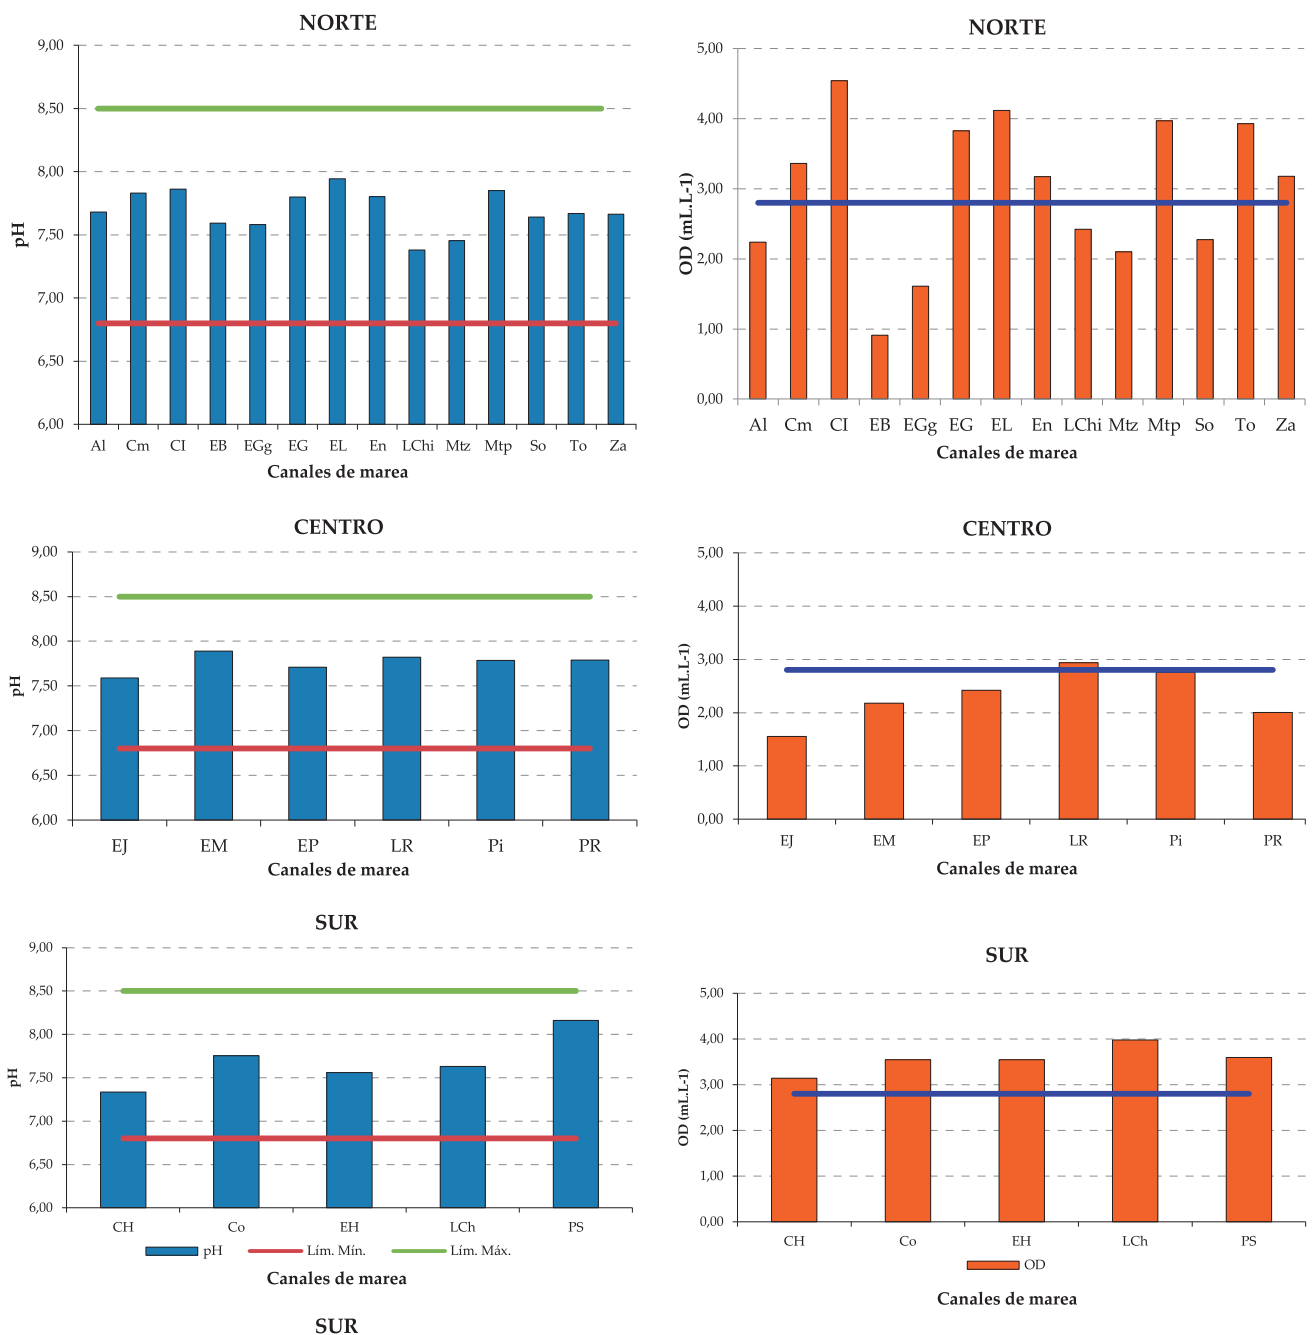 NORTE
9,00
8,50
8,00
7,50
7,00
6,50
6,00
pH
Al Cm CI EB EGg EG EL En LChi Mtz Mtp So To Za
Canales de marea
NORTE
5,00
4,00
3,00
2,00
1,00
0,00
OD (mL.L-1)
Al Cm CI EB EGg EG EL En LChi Mtz Mtp So To Za
Canales de marea
CENTRO
9,00
8,50
8,00
7,50
7,00
6,50
6,00
pH
EJ EM EP LR Pi PR
Canales de marea
CENTRO
5,00
4,00
3,00
2,00
1,00
0,00
OD (mL.L-1)
EJ EM EP LR Pi PR
Canales de marea
SUR
9,00
8,50
8,00
7,50
7,00
6,50
6,00
pH
CH Co EH LCh PS
pH Lím. Mín. Lím. Máx.
Canales de marea
SUR
5,00
4,00
3,00
2,00
1,00
0,00
OD (mL.L-1)
CH Co EH LCh PS
OD
Canales de marea
SUR